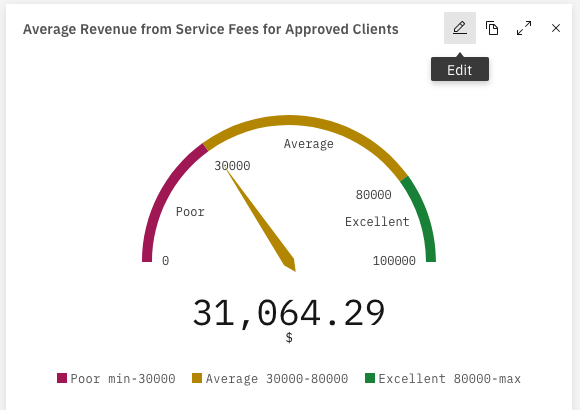 Average Revenue from Service Fees for Approved Clients
Edit
Average
30000
80000
Poor
Excellent
0
100000
31,064.29
$
Poor min-30000 Average 30000-80000 Excellent 80000-max